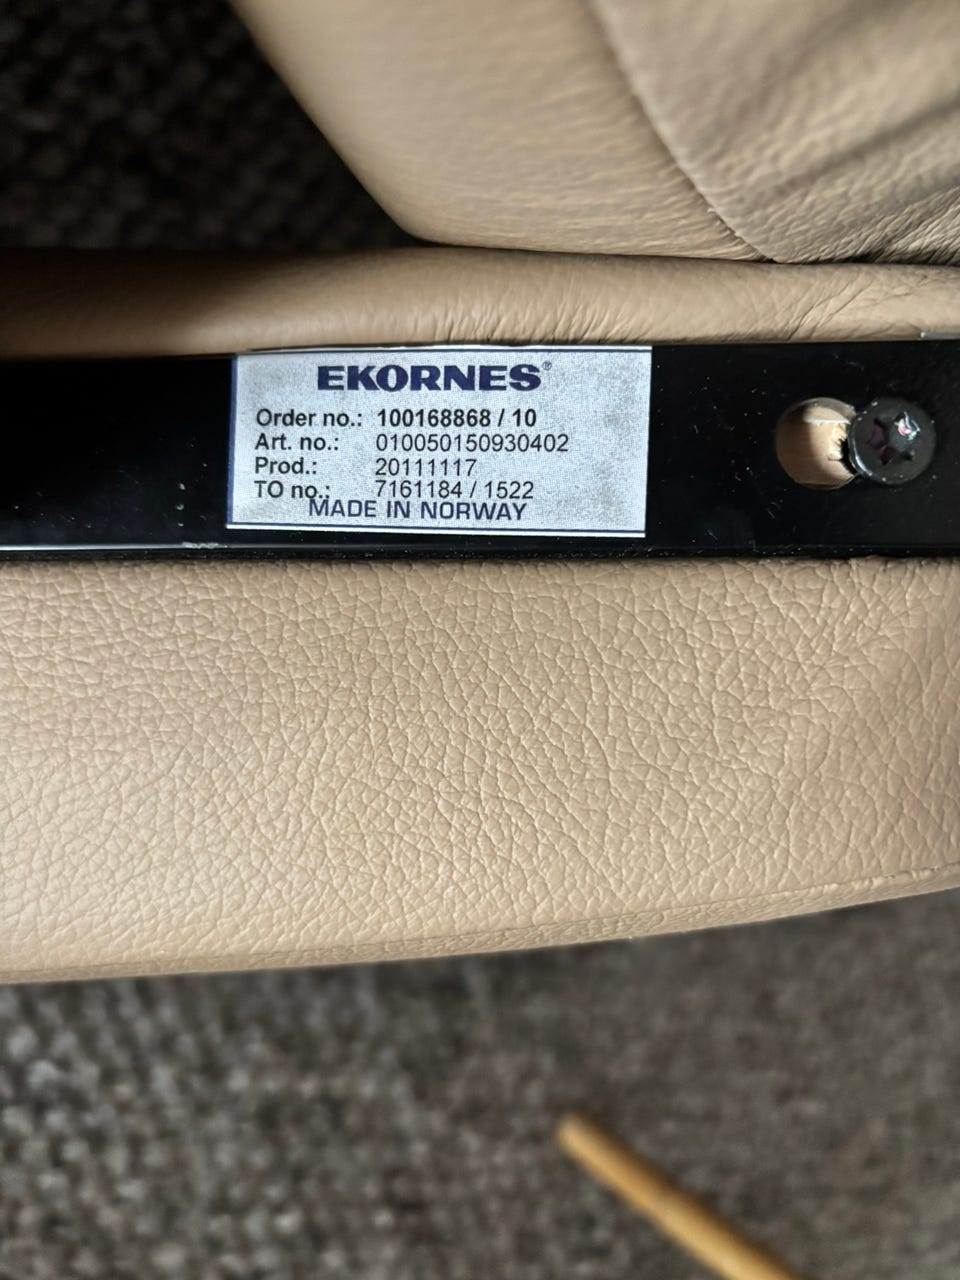 EKORNES®
Order no.: 100168868 / 10
Art. no.: 010050150930402
Prod.: 20111117
TO no.: 7161184 / 1522
MADE IN NORWAY